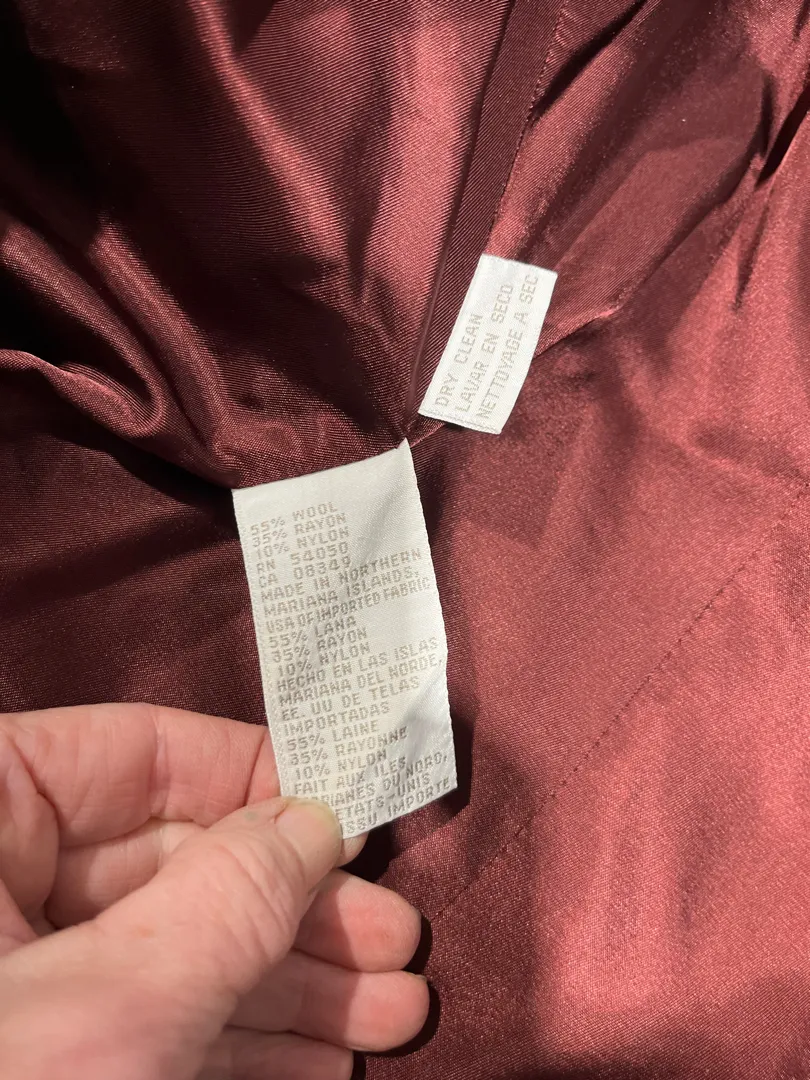 DRY CLEAN
LAVAR EN SECO
NETTOYAGE A SEC
55% WOOL
35% RAYON
10% NYLON
RN 54050
CA 08349
MADE IN NORTHERN
MARIANA ISLANDS,
USA OF IMPORTED FABRIC
55% LANA
35% RAYON
10% NYLON
HECHO EN LAS ISLAS
MARIANA DEL NORDE,
EE. UU DE TELAS
IMPORTADAS
55% LAINE
35% RAYONNE
10% NYLON
FAIT AUX ILES
DU NORD,
ETATS-UNIS
IMPORTE